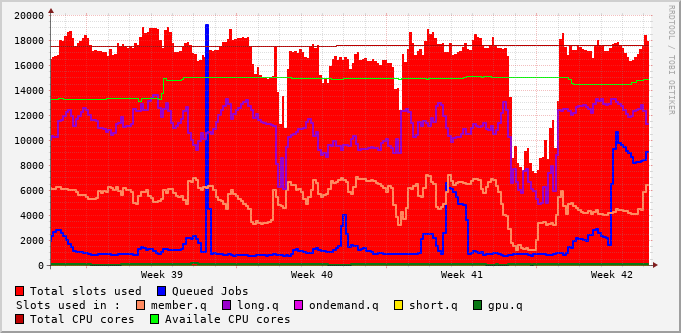 20000
18000
16000
14000
12000
10000
8000
6000
4000
2000
0
Week 39 Week 40 Week 41 Week 42
Total slots used Queued Jobs
Slots used in : member.q long.q ondemand.q short.q gpu.q
Total CPU cores Availale CPU cores
RRDTOOL / TOBI OETIKER